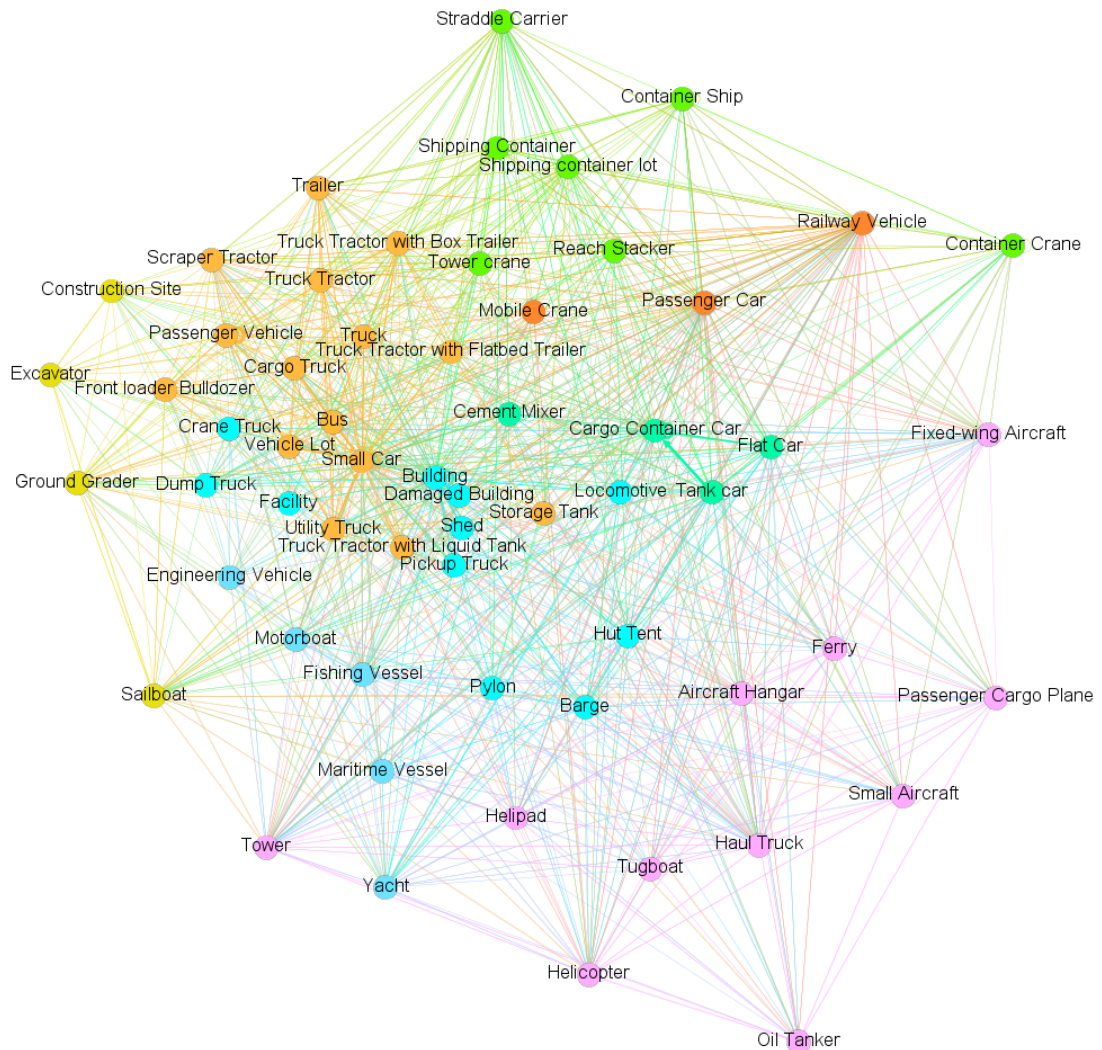 Straddle Carrier
Container Ship
Shipping Container
Shipping container lot
Trailer
Railway Vehicle
Truck Tractor with Box Trailer
Reach Stacker
Container Crane
Scraper Tractor
Tower crane
Truck Tractor
Construction Site
Passenger Car
Mobile Crane
Passenger Vehicle
Truck
Truck Tractor with Flatbed Trailer
Cargo Truck
Excavator
Front loader Bulldozer
Cement Mixer
Bus
Crane Truck
Cargo Container Car
Fixed-wing Aircraft
Vehicle Lot
Flat Car
Small Car
Building
Ground Grader
Dump Truck
Damaged Building
Locomotive
Tank car
Facility
Storage Tank
Utility Truck
Shed
Truck Tractor with Liquid Tank
Pickup Truck
Engineering Vehicle
Hut Tent
Motorboat
Ferry
Fishing Vessel
Pylon
Sailboat
Aircraft Hangar
Passenger Cargo Plane
Barge
Maritime Vessel
Small Aircraft
Helipad
Tower
Haul Truck
Tugboat
Yacht
Helicopter
Oil Tanker